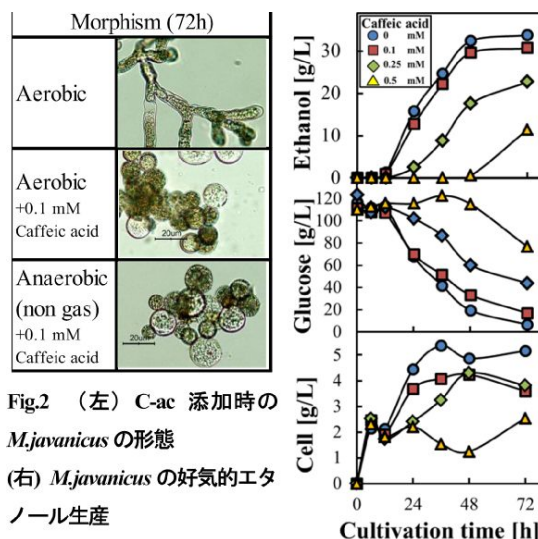 Morphism (72h)
Aerobic
Aerobic
+0.1 mM
Caffeic acid
20um
Anaerobic
(non gas)
+0.1 mM
Caffeic acid
20um
Fig.2 （左）C-ac 添加時の
M.javanicus の形態
(右) M.javanicus の好気的エタ
ノール生産
Caffeic acid
0 mM
0.1 mM
0.25 mM
0.5 mM
Ethanol [g/L]
30
20
10
0
Glucose [g/L]
120
100
80
60
40
20
0
Cell [g/L]
5
4
3
2
1
0
0 24 48 72
Cultivation time [h]